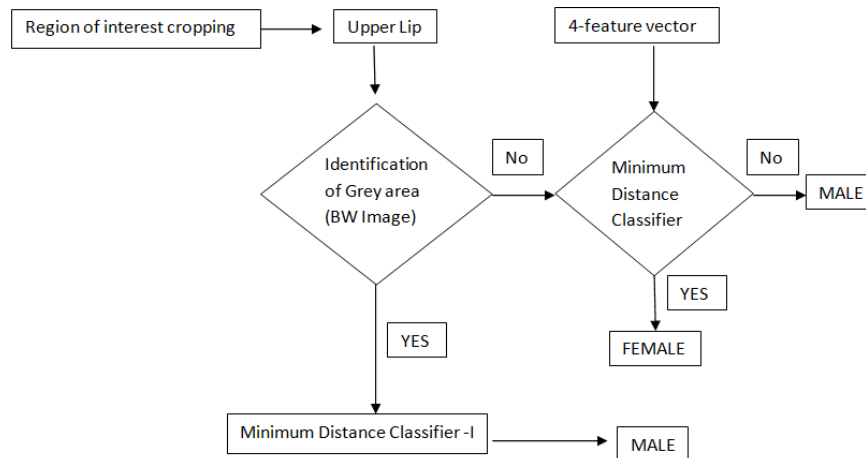 Region of interest cropping
Upper Lip
4-feature vector
Identification
of Grey area
(BW Image)
No
Minimum
Distance
Classifier
No
MALE
YES
FEMALE
YES
Minimum Distance Classifier -I
MALE